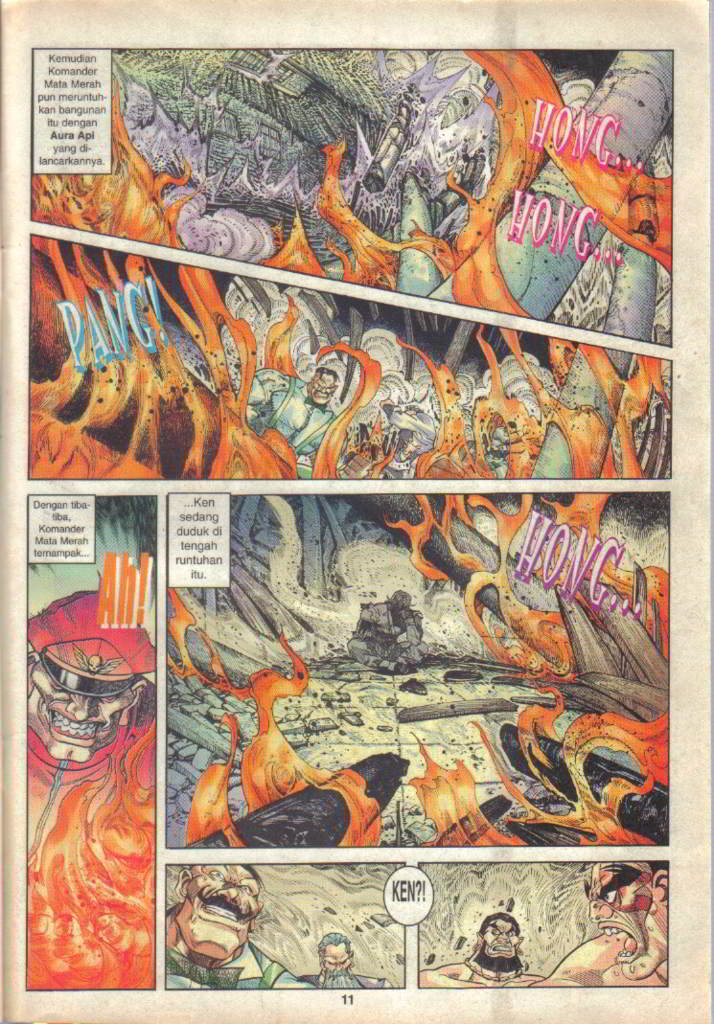 Kemudian
Komander
Mata Merah
pun meruntuh-
kan bangunan
itu dengan
Aura Api
yang di-
lancarkannya.
HONG...
HONG...
PANG!
Dengan tiba-
tiba,
Komander
Mata Merah
ternampak...
Ah!
...Ken
sedang
duduk di
tengah
runtuhan
itu.
HONG...
KEN?!
11